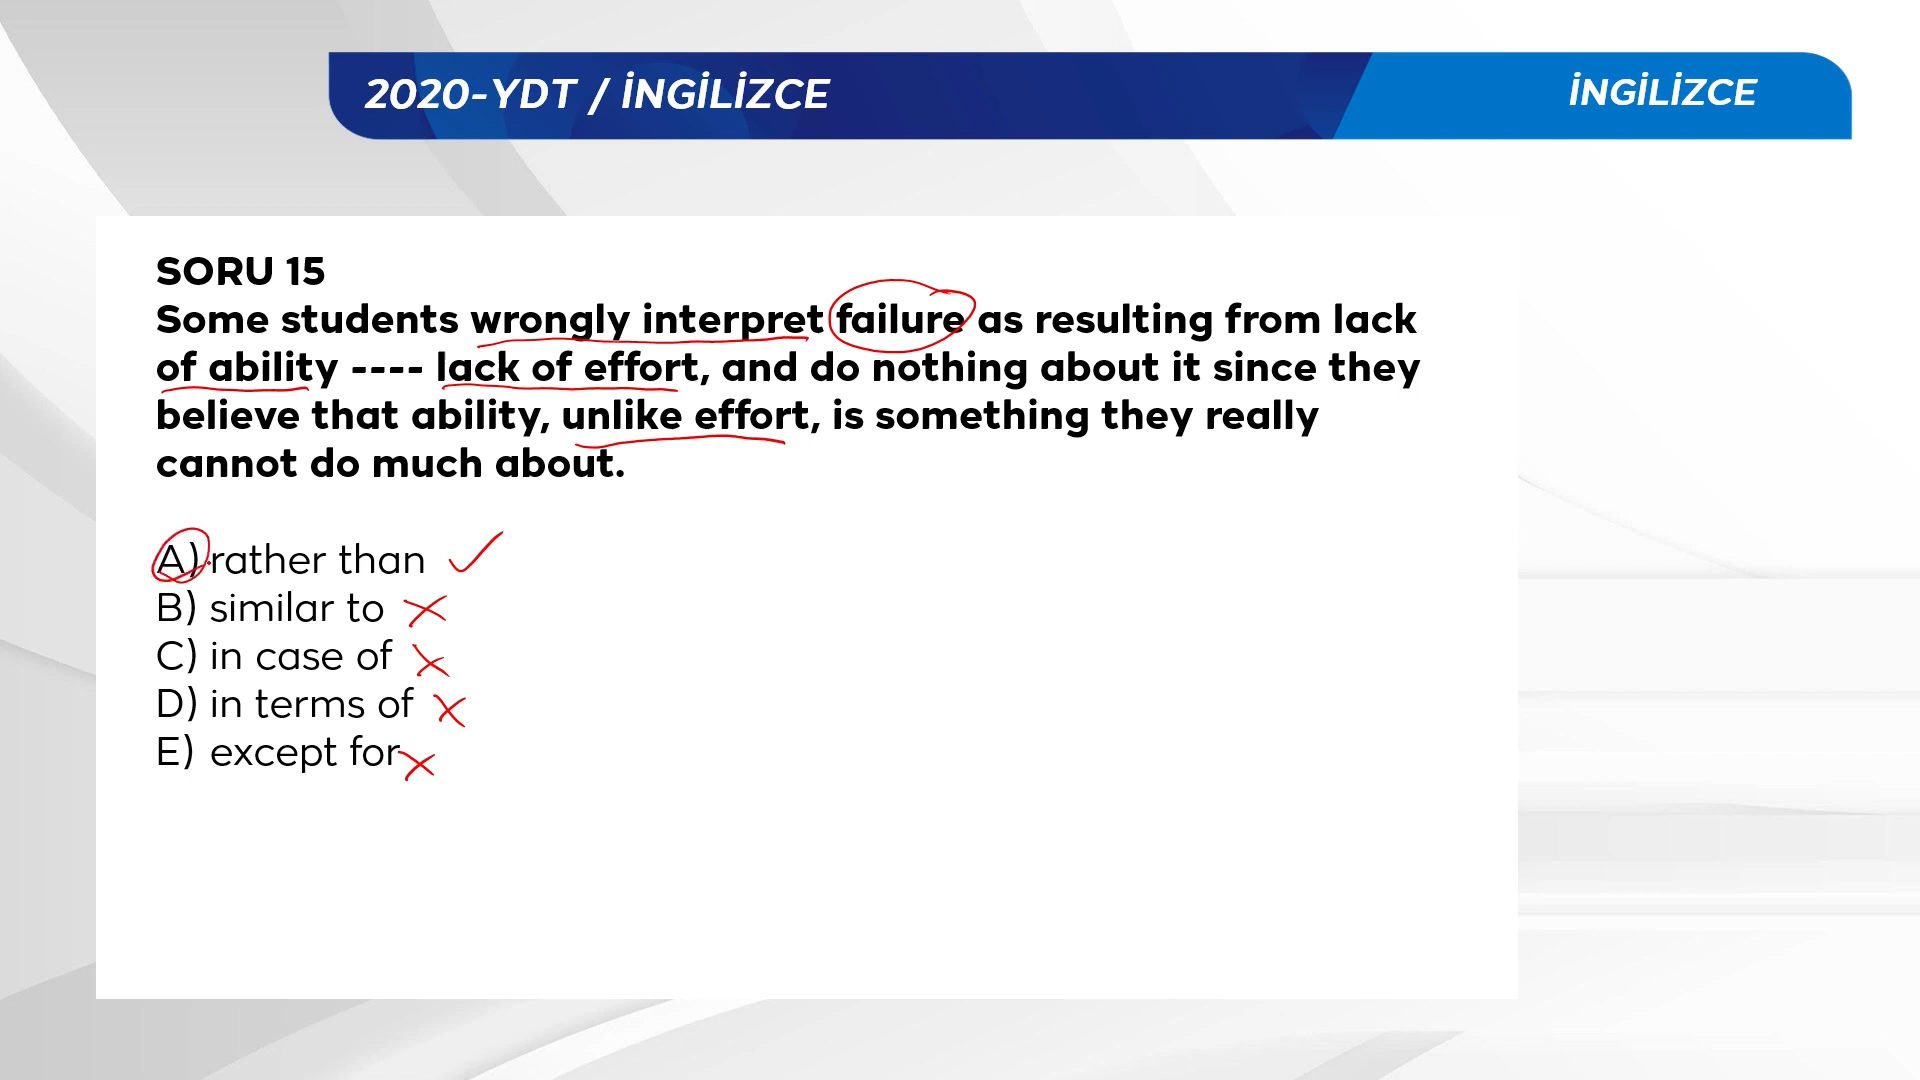 2020-YDT / İNGİLİZCE
İNGİLİZCE
SORU 15
Some students wrongly interpret failure as resulting from lack
of ability ---- lack of effort, and do nothing about it since they
believe that ability, unlike effort, is something they really
cannot do much about.
A) rather than
B) similar to
C) in case of
D) in terms of
E) except for